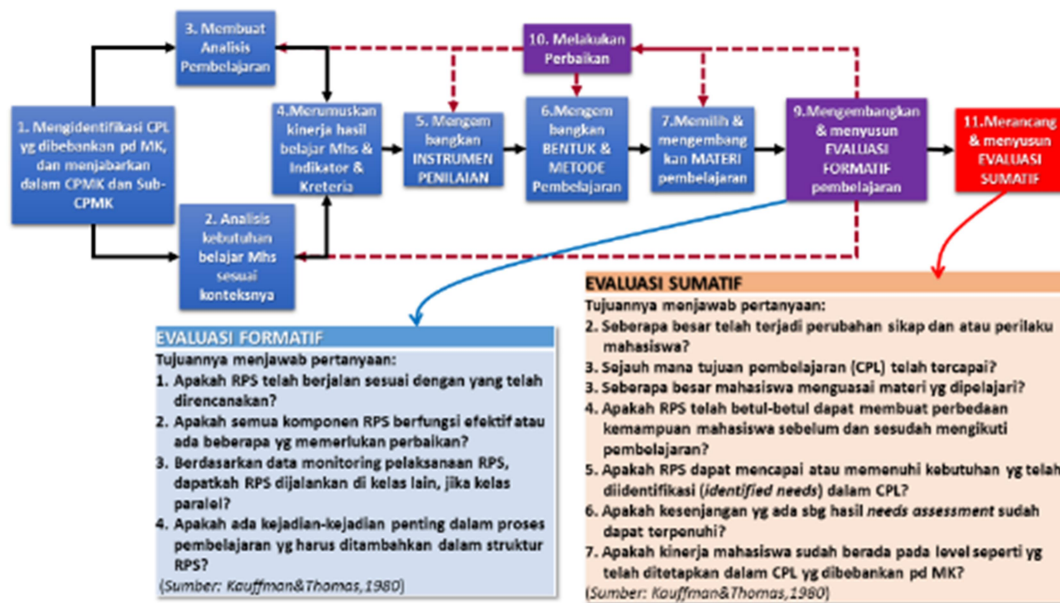 3. Membuat
Analisis
Pembelajaran
10. Melakukan
Perbaikan
1. Mengidentifikasi CPL
yg dibebankan pd MK,
dan menjabarkan
dalam CPMK dan Sub-
CPMK
4.Merumuskan
kinerja hasil
belajar Mhs &
Indikator &
Kreteria
5. Mengem
bangkan
INSTRUMEN
PENILAIAN
6.Mengem
bangkan
BENTUK &
METODE
Pembelajaran
7.Memilih &
mengembang
kan MATERI
pembelajaran
9.Mengembangkan
& menyusun
EVALUASI
FORMATIF
pembelajaran
11.Merancang
& menyusun
EVALUASI
SUMATIF
2. Analisis
kebutuhan
belajar Mhs
sesuai
konteksnya
EVALUASI FORMATIF
Tujuannya menjawab pertanyaan:
1. Apakah RPS telah berjalan sesuai dengan yang telah
direncanakan?
2. Apakah semua komponen RPS berfungsi efektif atau
ada beberapa yg memerlukan perbaikan?
3. Berdasarkan data monitoring pelaksanaan RPS,
dapatkah RPS dijalankan di kelas lain, jika kelas
paralel?
4. Apakah ada kejadian-kejadian penting dalam proses
pembelajaran yg harus ditambahkan dalam struktur
RPS?
(Sumber: Kauffman&Thomas,1980)
EVALUASI SUMATIF
Tujuannya menjawab pertanyaan:
2. Seberapa besar telah terjadi perubahan sikap dan atau perilaku
mahasiswa?
3. Sejauh mana tujuan pembelajaran (CPL) telah tercapai?
3. Seberapa besar mahasiswa menguasai materi yg dipelajari?
4. Apakah RPS telah betul-betul dapat membuat perbedaan
kemampuan mahasiswa sebelum dan sesudah mengikuti
pembelajaran?
5. Apakah RPS dapat mencapai atau memenuhi kebutuhan yg telah
diidentifikasi (identified needs) dalam CPL?
6. Apakah kesenjangan yg ada sbg hasil needs assessment sudah
dapat terpenuhi?
7. Apakah kinerja mahasiswa sudah berada pada level seperti yg
telah ditetapkan dalam CPL yg dibebankan pd MK?
(Sumber: Kauffman&Thomas,1980)